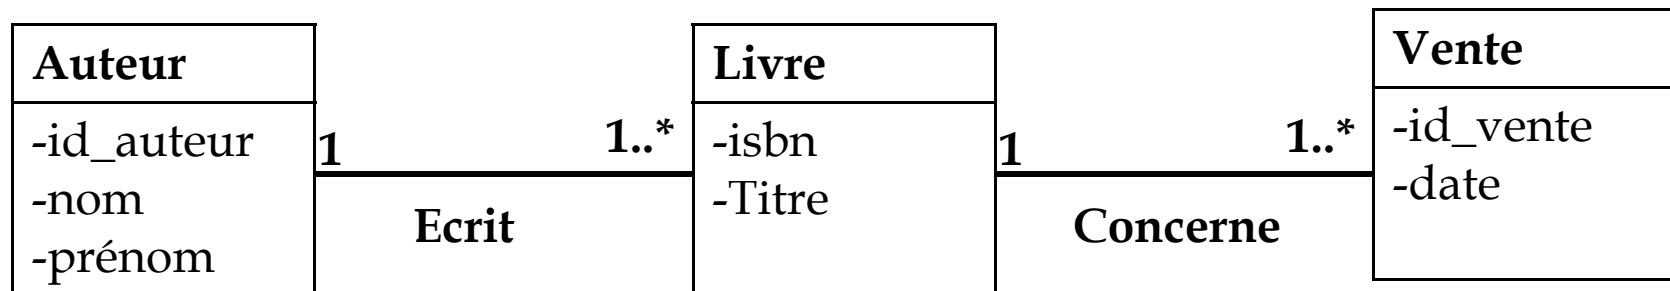 Auteur
-id_auteur
-nom
-prénom
1
1..*
Ecrit
Livre
-isbn
-Titre
1
1..*
Concerne
Vente
-id_vente
-date